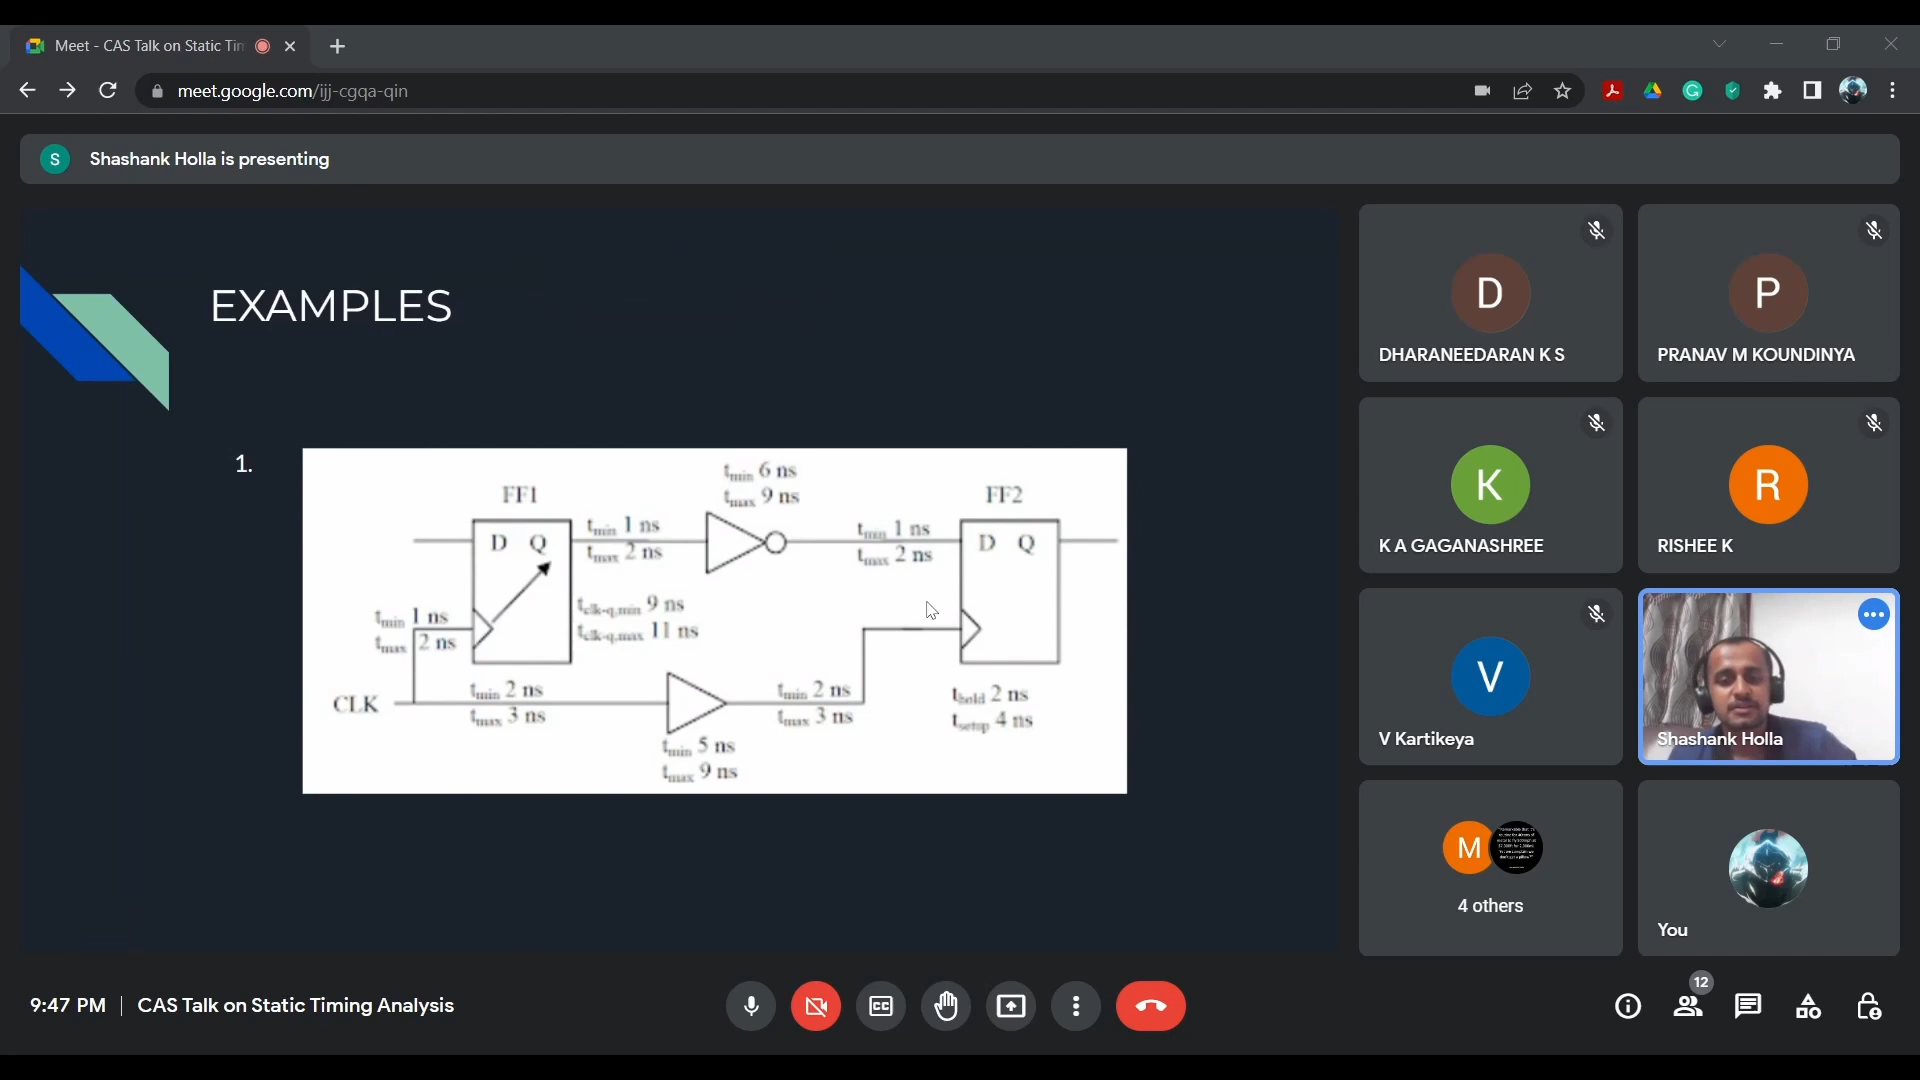 Meet - CAS Talk on Static Tim
meet.google.com/ijj-cgqa-qin
S Shashank Holla is presenting
EXAMPLES
1.
FF1
tmin 6 ns
tmax 9 ns
FF2
tmin 1 ns
tmax 2 ns
tmin 1 ns
tmax 2 ns
D Q
D Q
tclk-q,min 9 ns
tclk-q,max 11 ns
tmin 1 ns
tmax 2 ns
CLK
tmin 2 ns
tmax 3 ns
tmin 2 ns
tmax 3 ns
tmin 5 ns
tmax 9 ns
thold 2 ns
tsetup 4 ns
D
DHARANEEDARAN K S
P
PRANAV M KOUNDINYA
K
K A GAGANASHREE
R
RISHEE K
V
V Kartikeya
Shashank Holla
M
4 others
You
9:47 PM | CAS Talk on Static Timing Analysis
CC
12